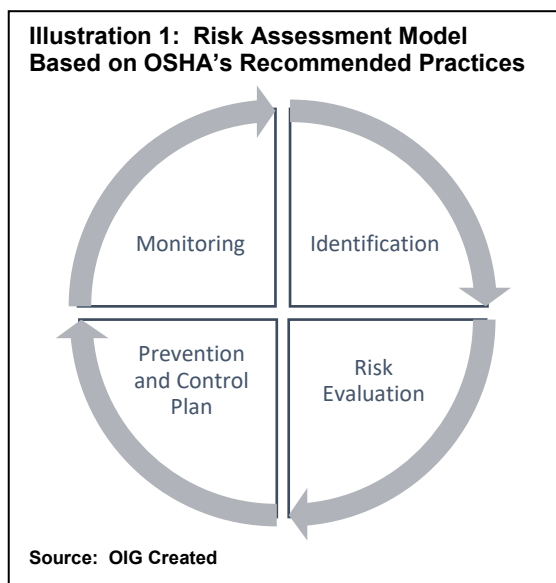 Illustration 1:  Risk Assessment Model
Based on OSHA's Recommended Practices
Monitoring
Identification
Prevention
and Control
Plan
Risk
Evaluation
Source:  OIG Created